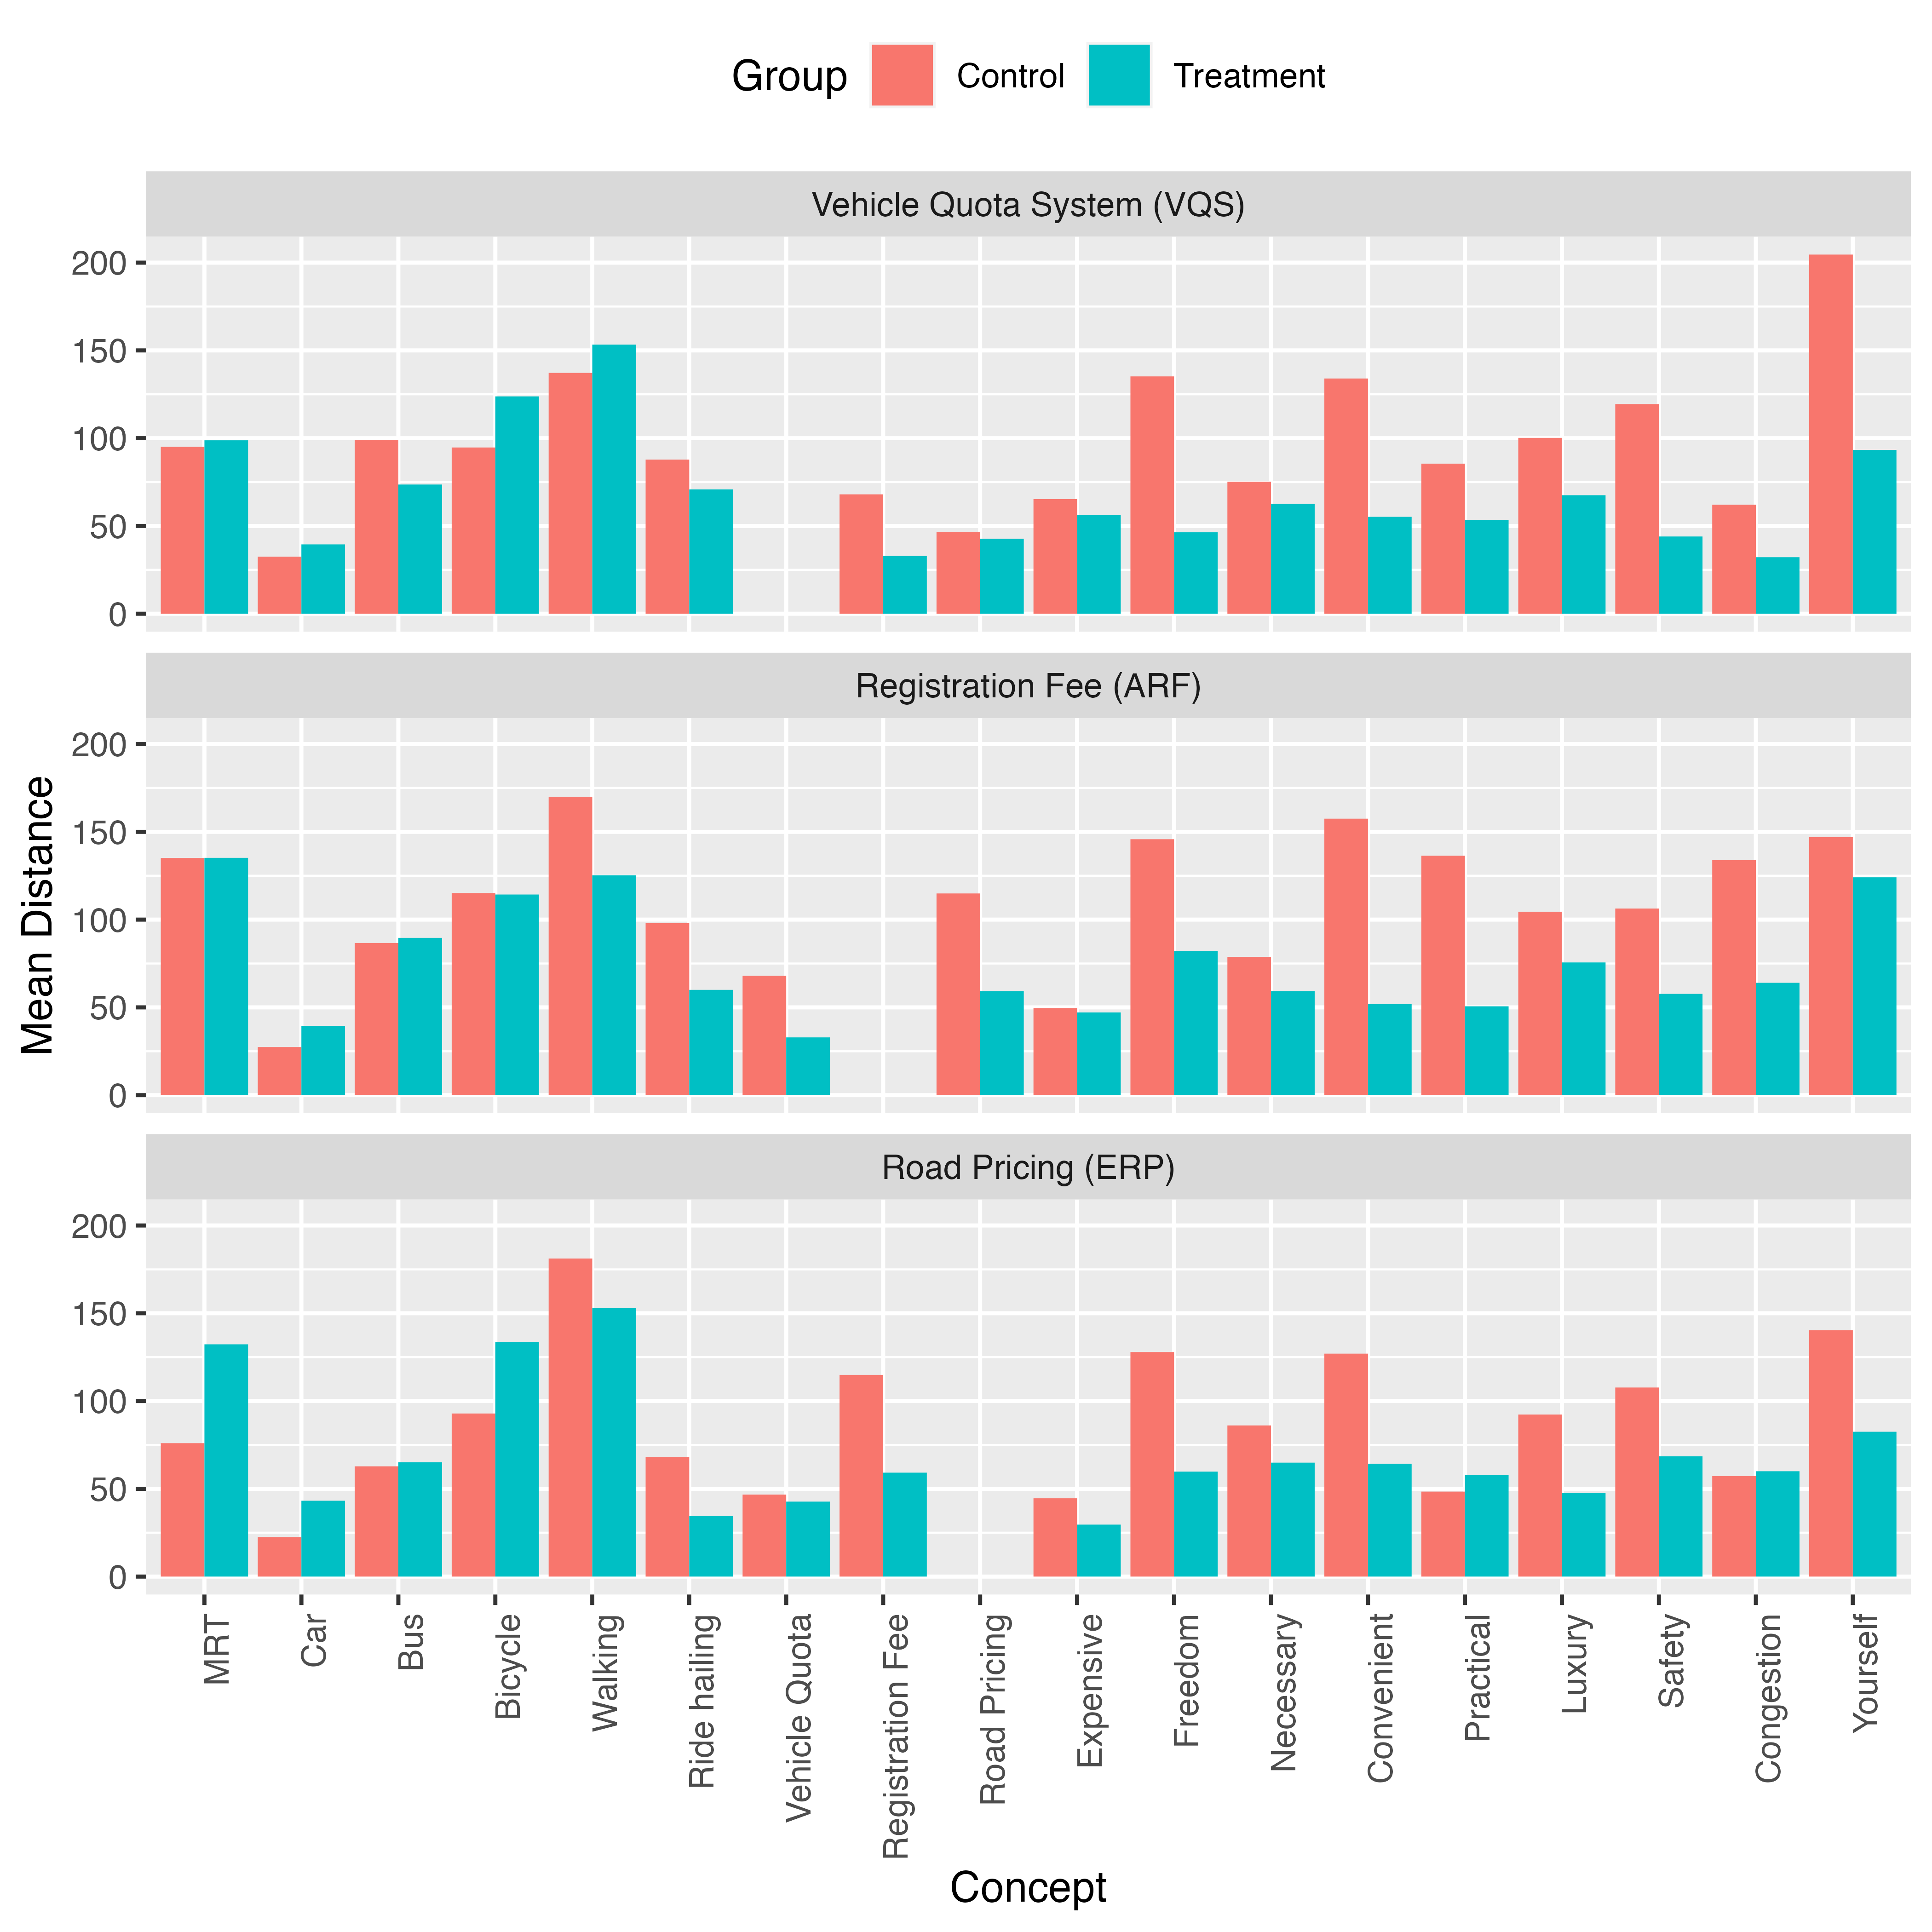 Group Control Treatment
Vehicle Quota System (VQS)
200
150
100
50
0
Registration Fee (ARF)
200
150
100
50
0
Road Pricing (ERP)
200
150
100
50
0
Mean Distance
MRT
Car
Bus
Bicycle
Walking
Ride hailing
Vehicle Quota
Registration Fee
Road Pricing
Expensive
Freedom
Necessary
Convenient
Practical
Luxury
Safety
Congestion
Yourself
Concept